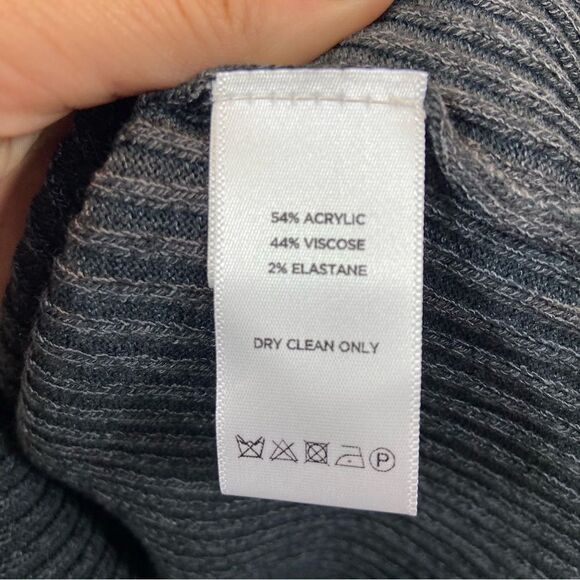 54% ACRYLIC
44% VISCOSE
2% ELASTANE
DRY CLEAN ONLY
P